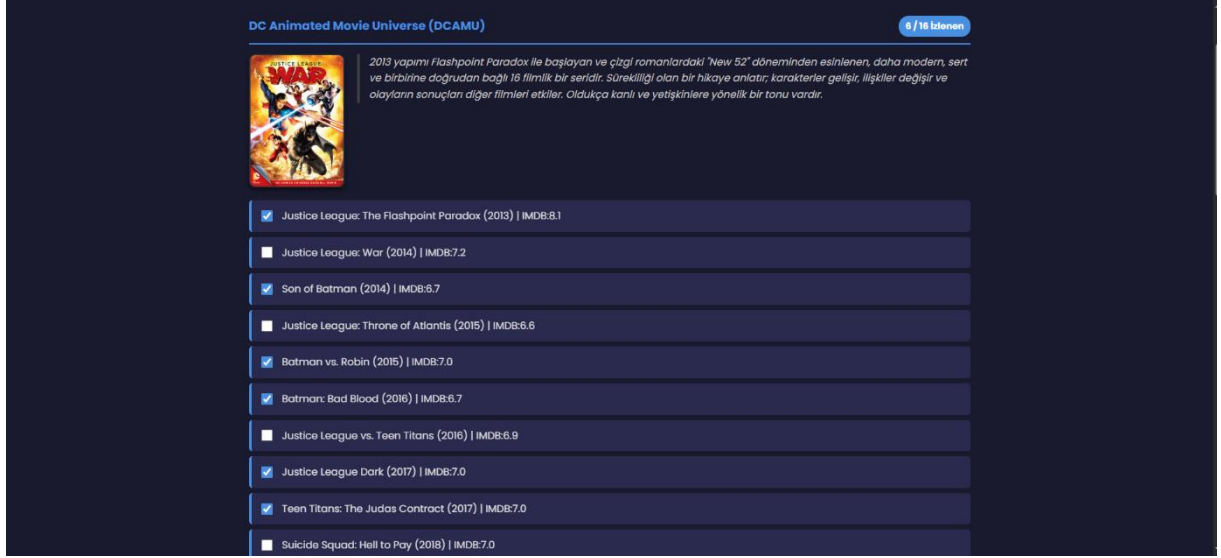 DC Animated Movie Universe (DCAMU)
6 / 16 İzlenen
JUSTICE LEAGUE
WAR
2013 yapımı Flashpoint Paradox ile başlayan ve çizgi romanlardaki "New 52" döneminden esinlenen, daha modern, sert
ve birbirine doğrudan bağlı 16 filmlik bir seridir. Sürekliliği olan bir hikaye anlatır; karakterler gelişir, ilişkiler değişir ve
olayların sonuçları diğer filmleri etkiler. Oldukça kanlı ve yetişkinlere yönelik bir tonu vardır.
Justice League: The Flashpoint Paradox (2013) | IMDB:8.1
Justice League: War (2014) | IMDB:7.2
Son of Batman (2014) | IMDB:6.7
Justice League: Throne of Atlantis (2015) | IMDB:6.6
Batman vs. Robin (2015) | IMDB:7.0
Batman: Bad Blood (2016) | IMDB:6.7
Justice League vs. Teen Titans (2016) | IMDB:6.9
Justice League Dark (2017) | IMDB:7.0
Teen Titans: The Judas Contract (2017) | IMDB:7.0
Suicide Squad: Hell to Pay (2018) | IMDB:7.0